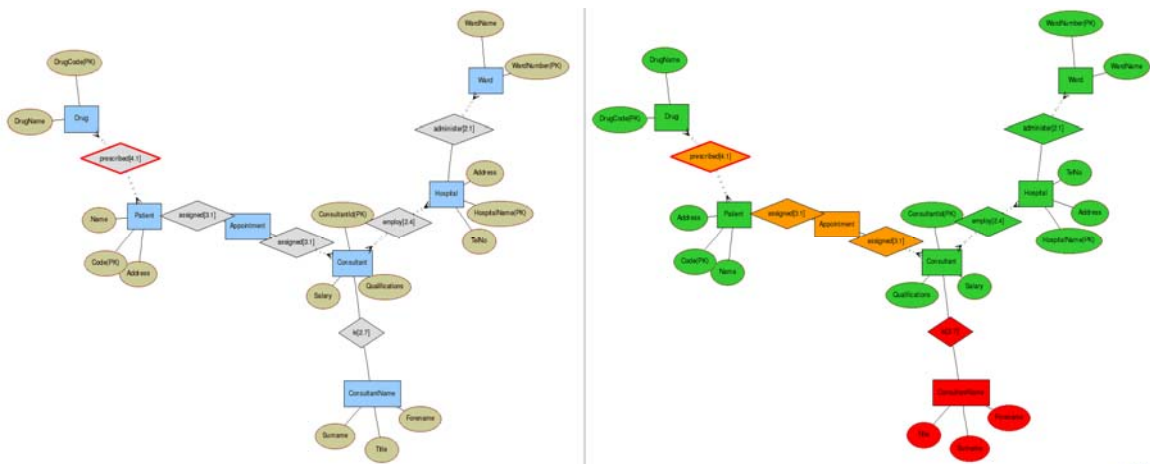 WardName
DrugCode(PK)
WardNumber(PK)
Ward
DrugName
Drug
administer[2.1]
prescribed[4.1]
Address
Hospital
Name
Patient
assigned[3.1]
Appointment
ConsultantId(PK)
employ[2.4]
HospitalName(PK)
TelNo
assigned[3.1]
Consultant
Code(PK)
Address
Salary
Qualifications
ConsultantName
Forename
Surname
Title
WardNumber(PK)
DrugName
WardName
Ward
DrugCode(PK)
Drug
administer[2.1]
TelNo
Hospital
Address
Patient
assigned[3.1]
Appointment
ConsultantId(PK)
employ[2.4]
Address
HospitalName(PK)
assigned[3.1]
Consultant
Code(PK)
Name
Qualifications
Salary